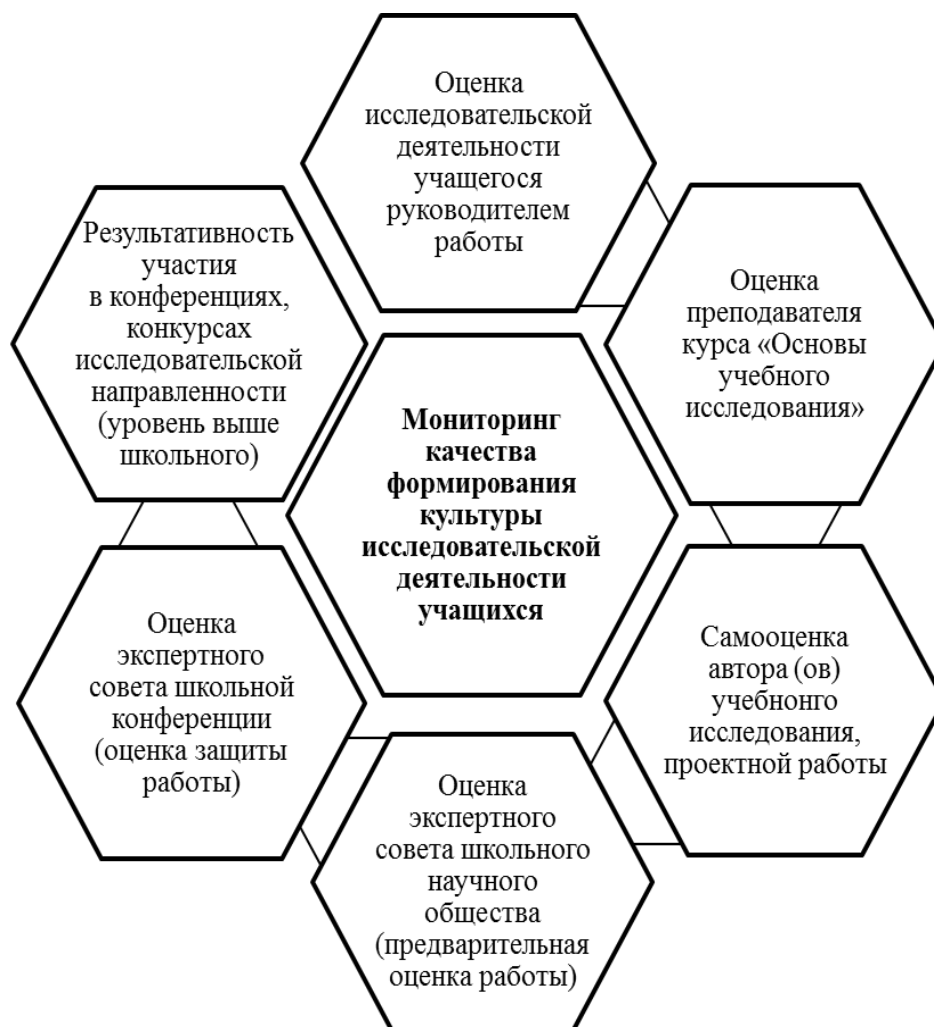 Оценка
исследовательской
деятельности
учащегося
руководителем
работы
Результативность
участия
в конференциях,
конкурсах
исследовательской
направленности
(уровень выше
школьного)
Оценка
преподавателя
курса «Основы
учебного
исследования»
Мониторинг
качества
формирования
культуры
исследовательской
деятельности
учащихся
Оценка
экспертного
совета школьной
конференции
(оценка защиты
работы)
Самооценка
автора (ов)
учебнонго
исследования,
проектной работы
Оценка
экспертного
совета школьного
научного
общества
(предварительная
оценка работы)